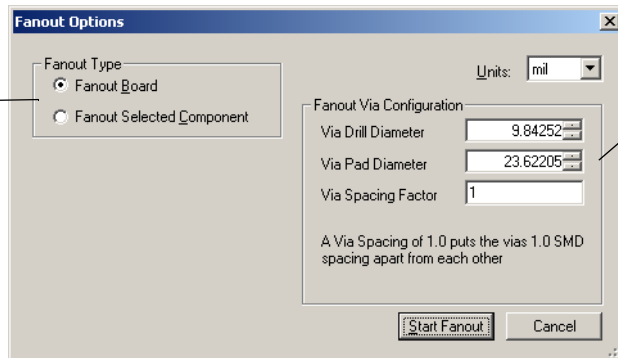 Fanout Options
Fanout Type
Fanout Board
Fanout Selected Component
Units: mil
Fanout Via Configuration
Via Drill Diameter 9.84252
Via Pad Diameter 23.62205
Via Spacing Factor 1
A Via Spacing of 1.0 puts the vias 1.0 SMD
spacing apart from each other
Start Fanout Cancel